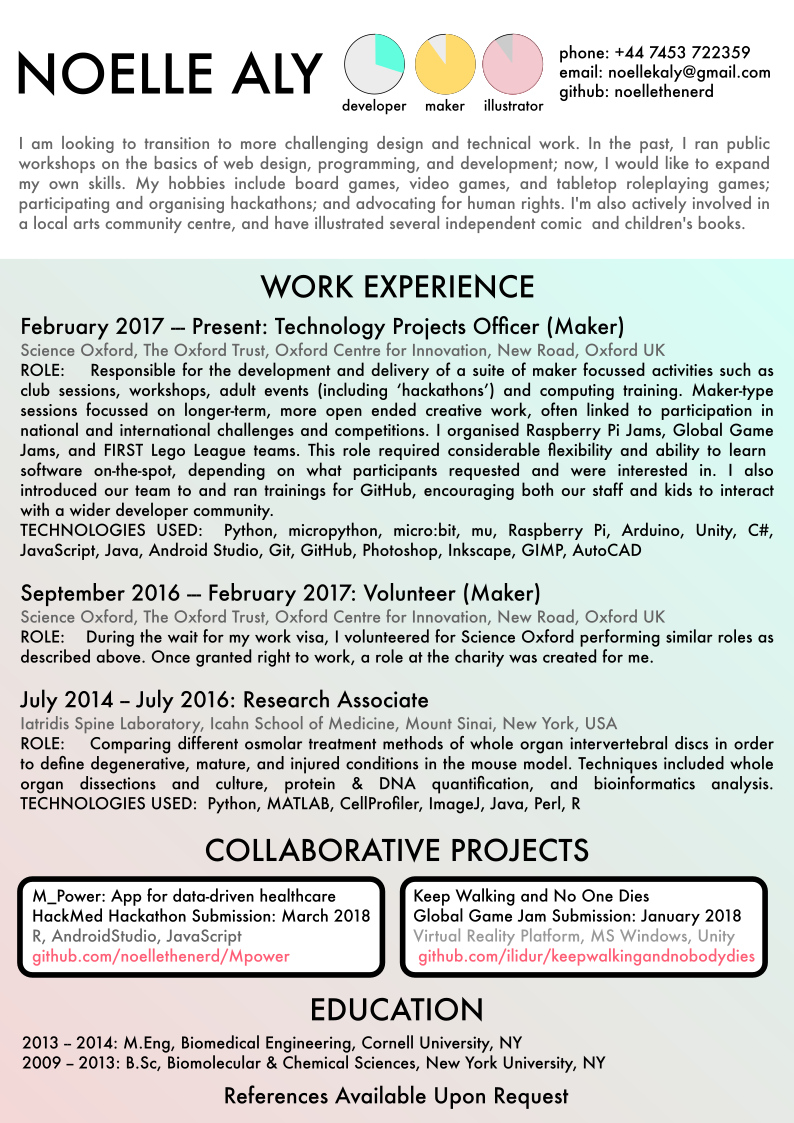 NOELLE ALY
developer maker illustrator
phone: +44 7453 722359
email: noellekaly@gmail.com
github: noellethenerd
I am looking to transition to more challenging design and technical work. In the past, I ran public
workshops on the basics of web design, programming, and development; now, I would like to expand
my own skills. My hobbies include board games, video games, and tabletop roleplaying games;
participating and organising hackathons; and advocating for human rights. I'm also actively involved in
a local arts community centre, and have illustrated several independent comic and children's books.
WORK EXPERIENCE
February 2017 --- Present: Technology Projects Officer (Maker)
Science Oxford, The Oxford Trust, Oxford Centre for Innovation, New Road, Oxford UK
ROLE: Responsible for the development and delivery of a suite of maker focussed activities such as
club sessions, workshops, adult events (including ‘hackathons’) and computing training. Maker-type
sessions focussed on longer-term, more open ended creative work, often linked to participation in
national and international challenges and competitions. I organised Raspberry Pi Jams, Global Game
Jams, and FIRST Lego League teams. This role required considerable flexibility and ability to learn
software on-the-spot, depending on what participants requested and were interested in. I also
introduced our team to and ran trainings for GitHub, encouraging both our staff and kids to interact
with a wider developer community.
TECHNOLOGIES USED: Python, micropython, micro:bit, mu, Raspberry Pi, Arduino, Unity, C#,
JavaScript, Java, Android Studio, Git, GitHub, Photoshop, Inkscape, GIMP, AutoCAD
September 2016 --- February 2017: Volunteer (Maker)
Science Oxford, The Oxford Trust, Oxford Centre for Innovation, New Road, Oxford UK
ROLE: During the wait for my work visa, I volunteered for Science Oxford performing similar roles as
described above. Once granted right to work, a role at the charity was created for me.
July 2014 – July 2016: Research Associate
Iatridis Spine Laboratory, Icahn School of Medicine, Mount Sinai, New York, USA
ROLE: Comparing different osmolar treatment methods of whole organ intervertebral discs in order
to define degenerative, mature, and injured conditions in the mouse model. Techniques included whole
organ dissections and culture, protein & DNA quantification, and bioinformatics analysis.
TECHNOLOGIES USED: Python, MATLAB, CellProfiler, ImageJ, Java, Perl, R
COLLABORATIVE PROJECTS
M_Power: App for data-driven healthcare
HackMed Hackathon Submission: March 2018
R, AndroidStudio, JavaScript
github.com/noellethenerd/Mpower
Keep Walking and No One Dies
Global Game Jam Submission: January 2018
Virtual Reality Platform, MS Windows, Unity
github.com/ilidur/keepwalkingandnobodydies
EDUCATION
2013 – 2014: M.Eng, Biomedical Engineering, Cornell University, NY
2009 – 2013: B.Sc, Biomolecular & Chemical Sciences, New York University, NY
References Available Upon Request